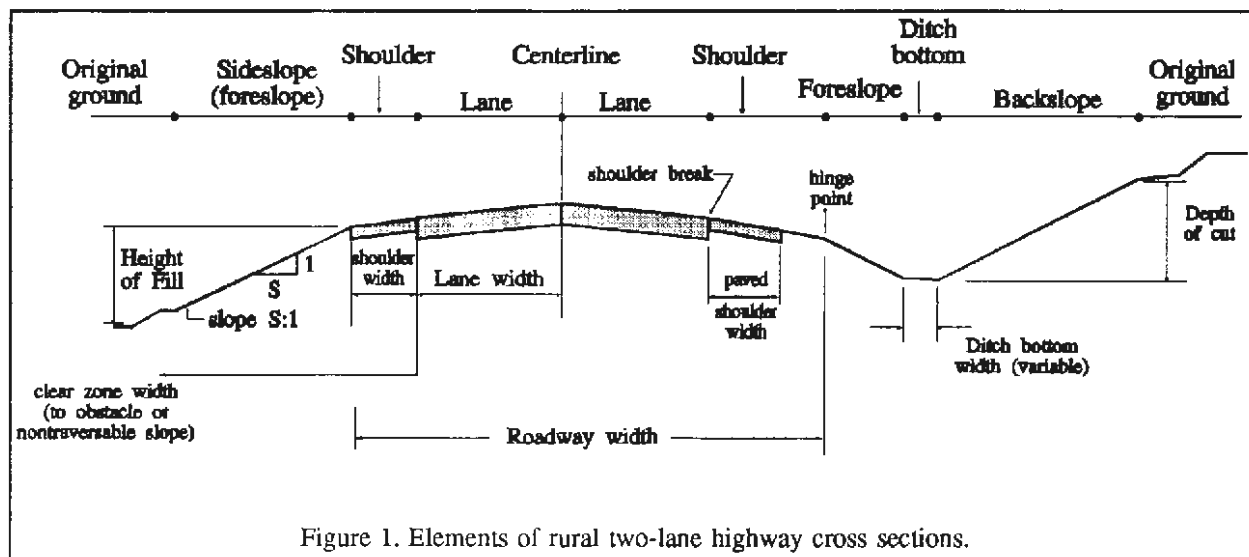 Original
ground
Sideslope
(foreslope)
Shoulder
Lane
Centerline
Lane
Shoulder
Foreslope
Ditch
bottom
Backslope
Original
ground
shoulder break
hinge
point
Depth
of cut
Height
of Fill
1
S
slope S:1
shoulder
width
Lane width
paved
shoulder
width
Ditch bottom
width (variable)
clear zone width
(to obstacle or
nontraversable slope)
Roadway width
Figure 1. Elements of rural two-lane highway cross sections.